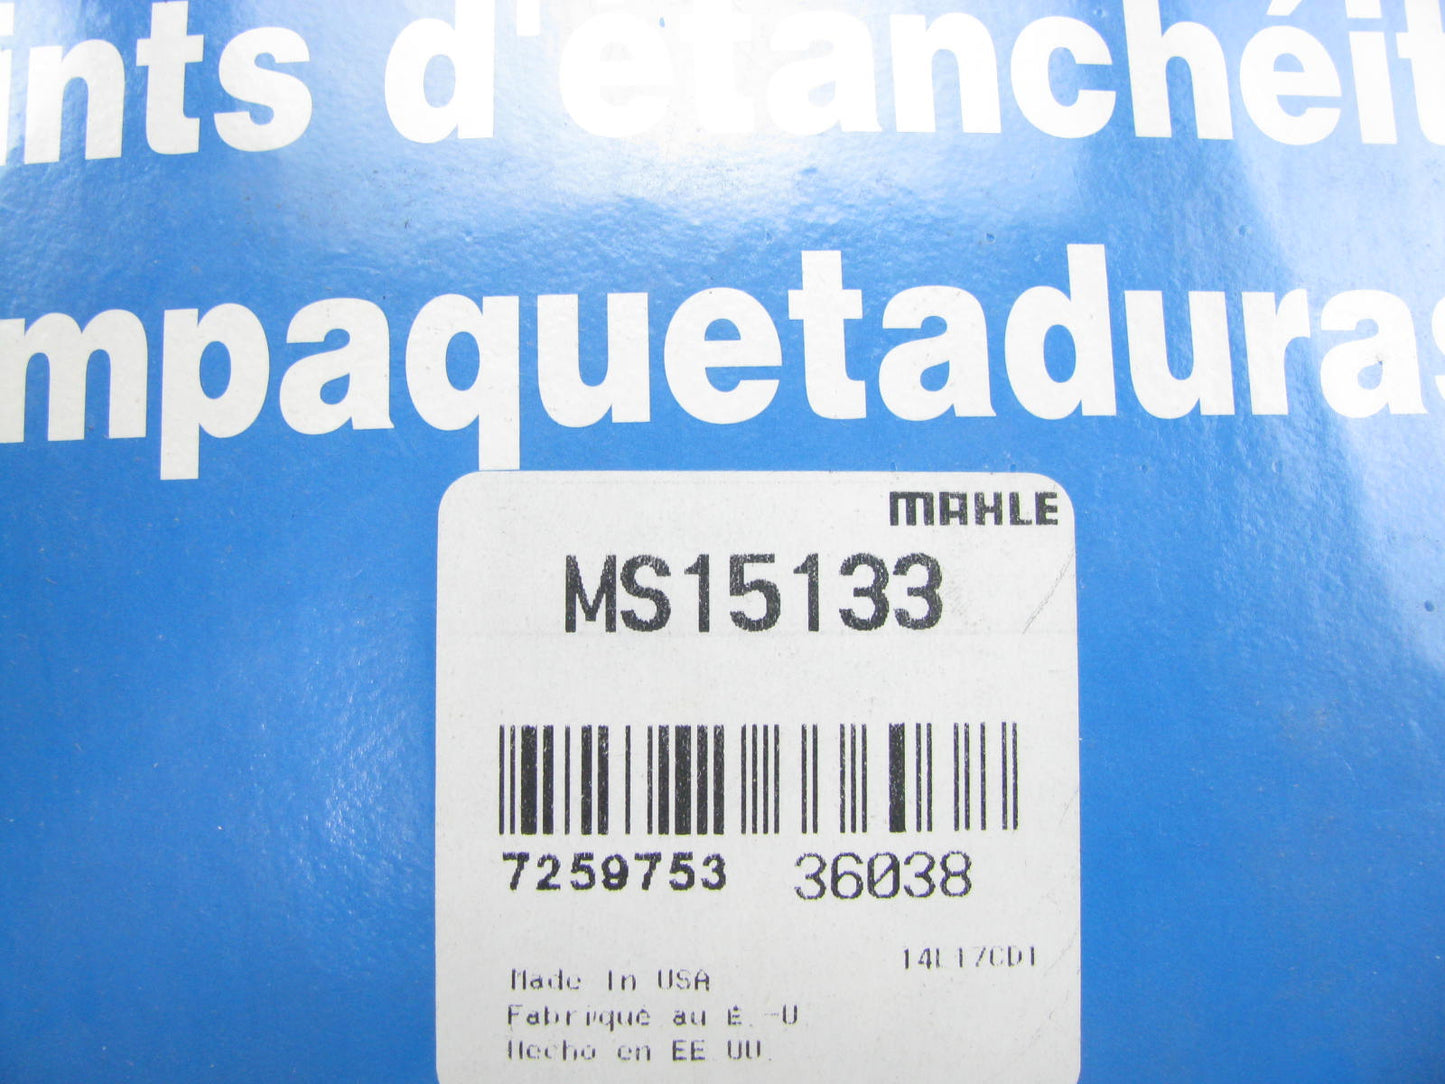 ints d'étanchéit
mpaquetaduras
MAHLE
MS15133
7259753 36038
14L17CD1
Made In USA
Fabriqué au É.-U.
Hecho en EE UU.